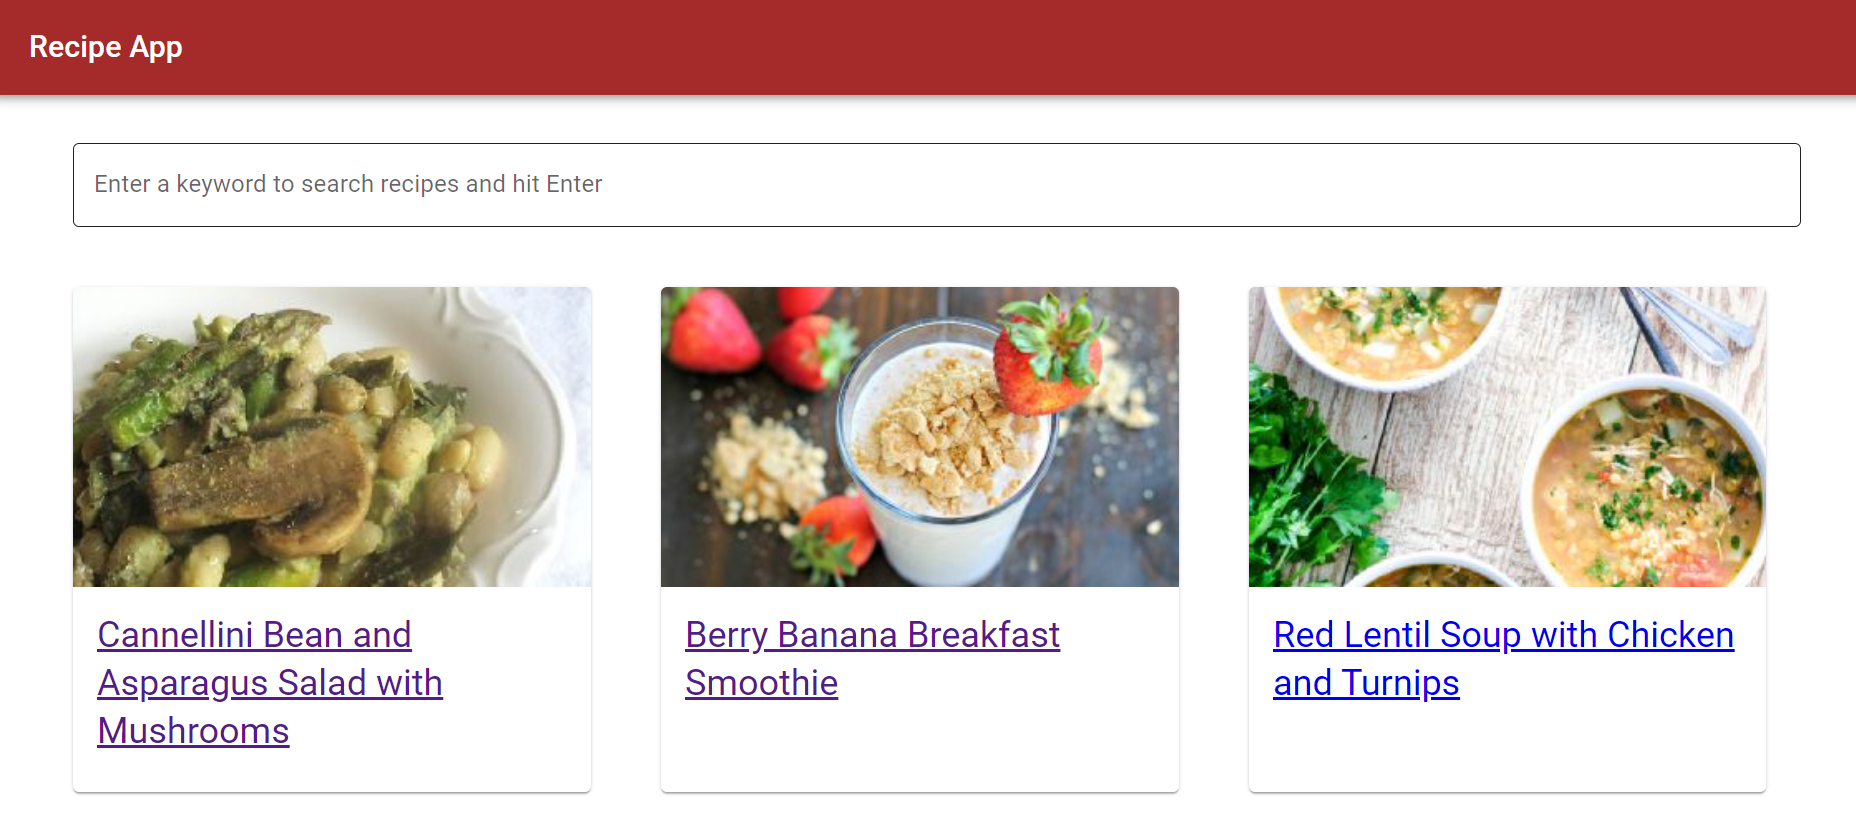 Recipe App
Enter a keyword to search recipes and hit Enter
Cannellini Bean and
Asparagus Salad with
Mushrooms
Berry Banana Breakfast
Smoothie
Red Lentil Soup with Chicken
and Turnips